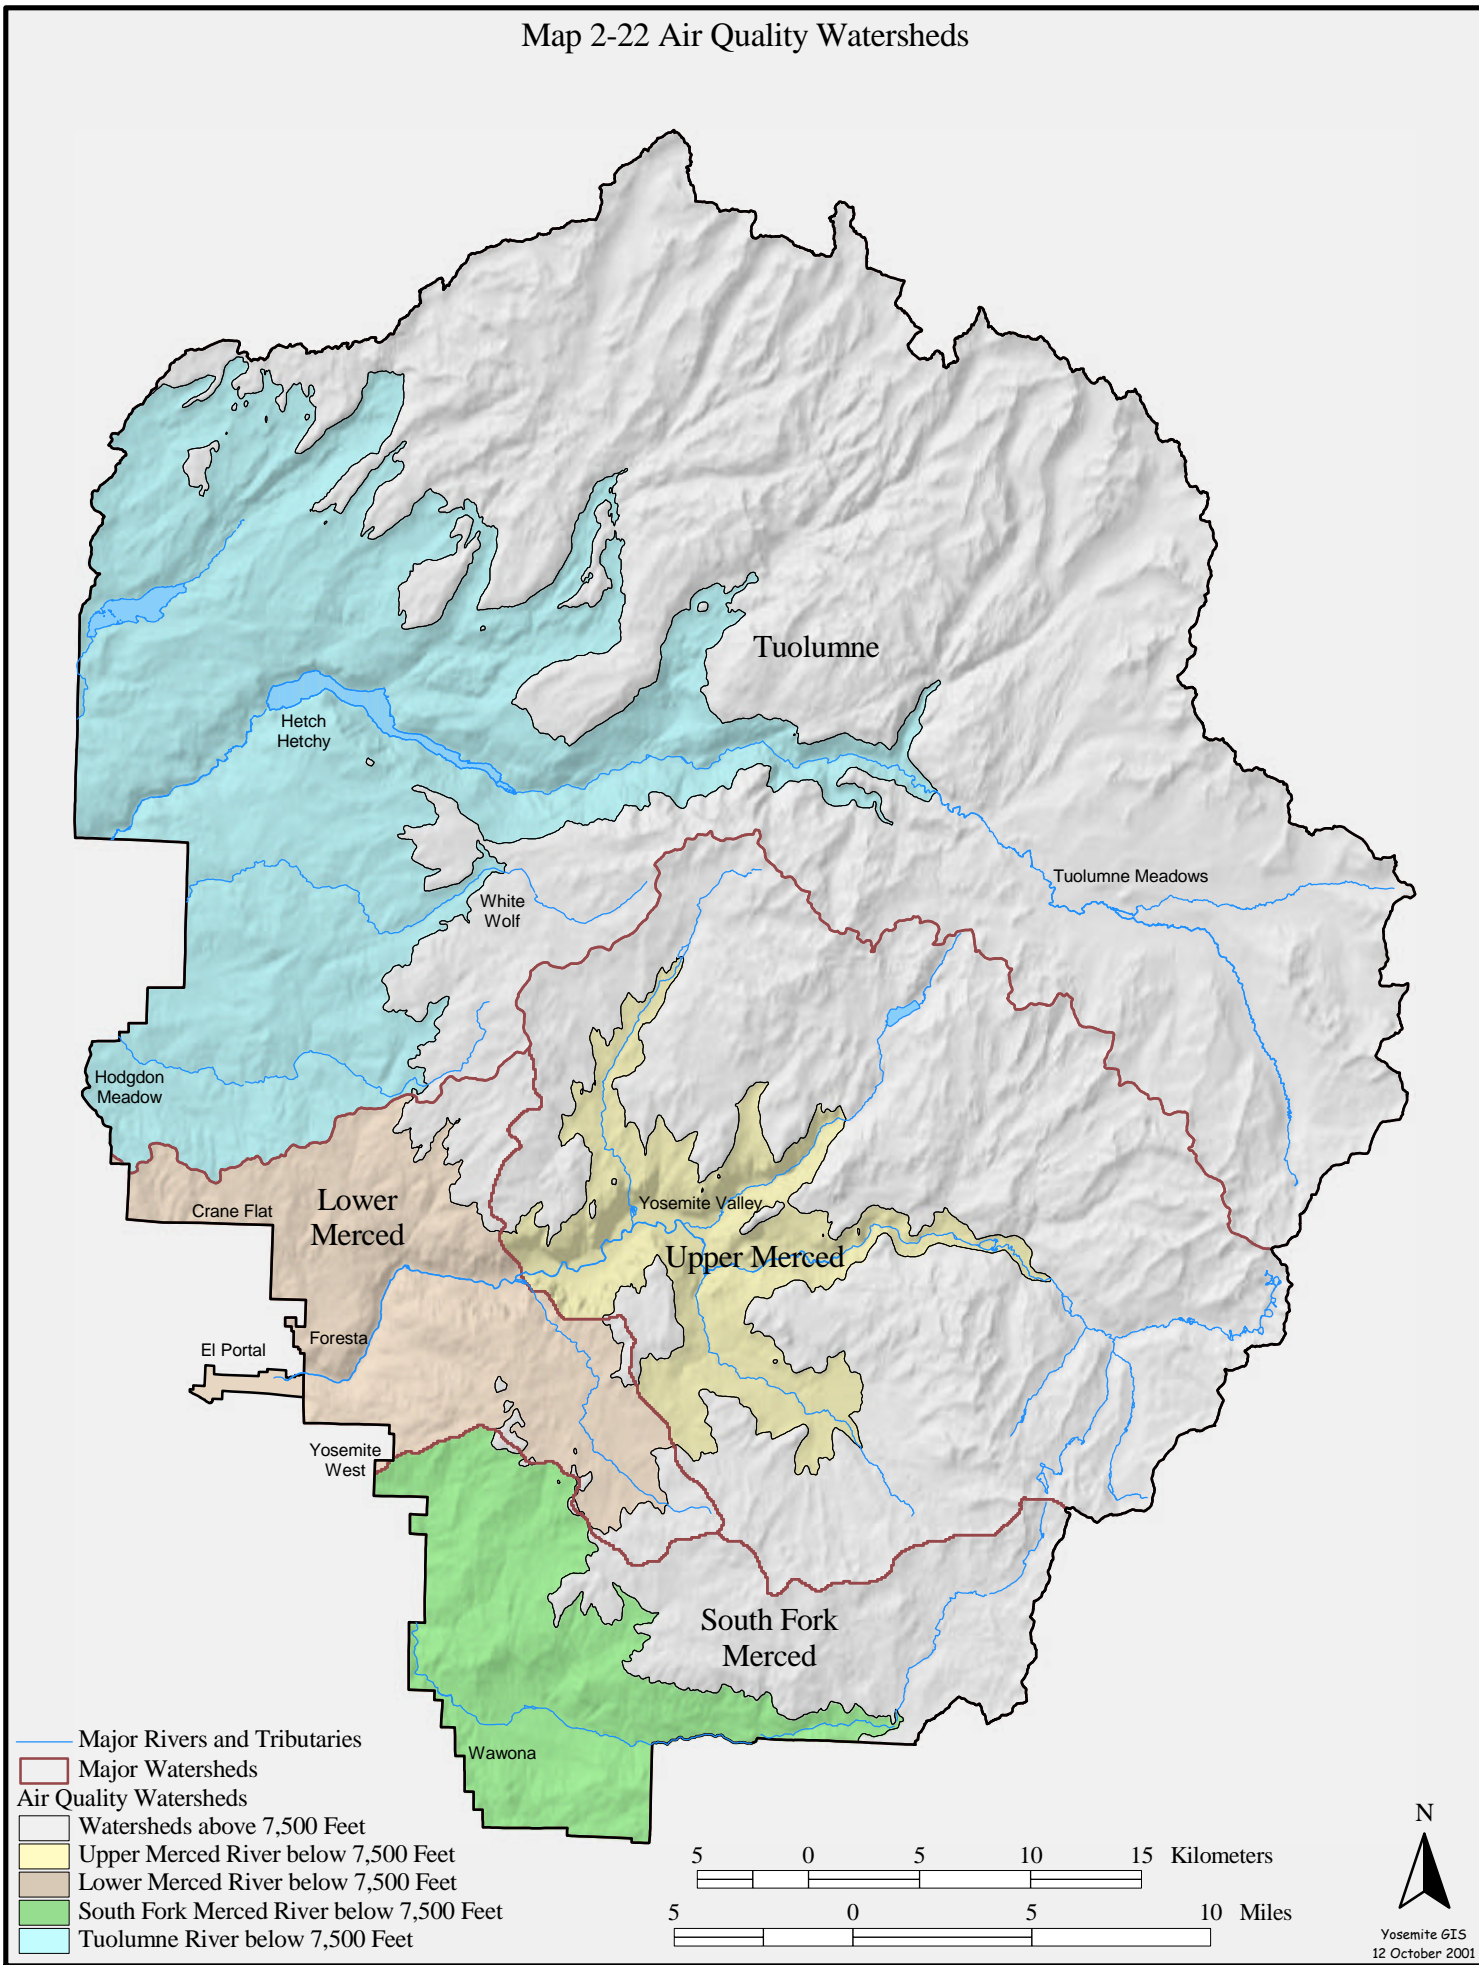 Map 2-22 Air Quality Watersheds
Tuolumne
Hetch
Hetchy
Tuolumne Meadows
White
Wolf
Hodgdon
Meadow
Crane Flat
Lower
Merced
Yosemite Valley
Upper Merced
Foresta
El Portal
Yosemite
West
South Fork
Merced
Wawona
Major Rivers and Tributaries
Major Watersheds
Air Quality Watersheds
Watersheds above 7,500 Feet
Upper Merced River below 7,500 Feet
Lower Merced River below 7,500 Feet
South Fork Merced River below 7,500 Feet
Tuolumne River below 7,500 Feet
5 0 5 10 15 Kilometers
5 0 5 10 Miles
N
Yosemite GIS
12 October 2001